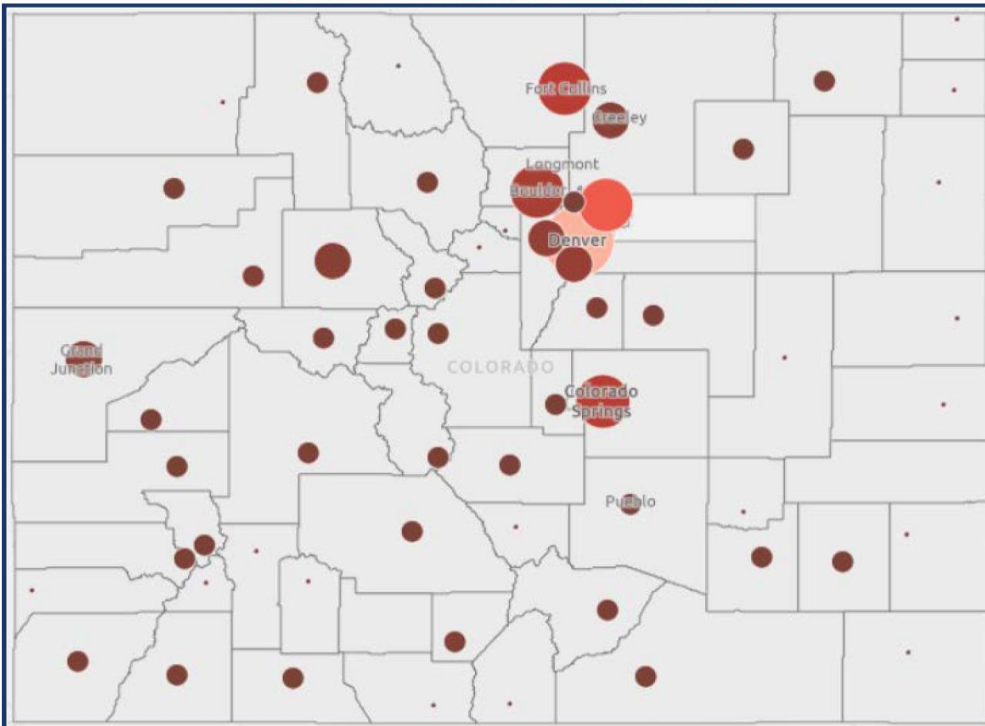 Fort Collins
Greeley
Longmont
Boulder
Denver
Grand
Junction
COLORADO
Colorado
Springs
Pueblo